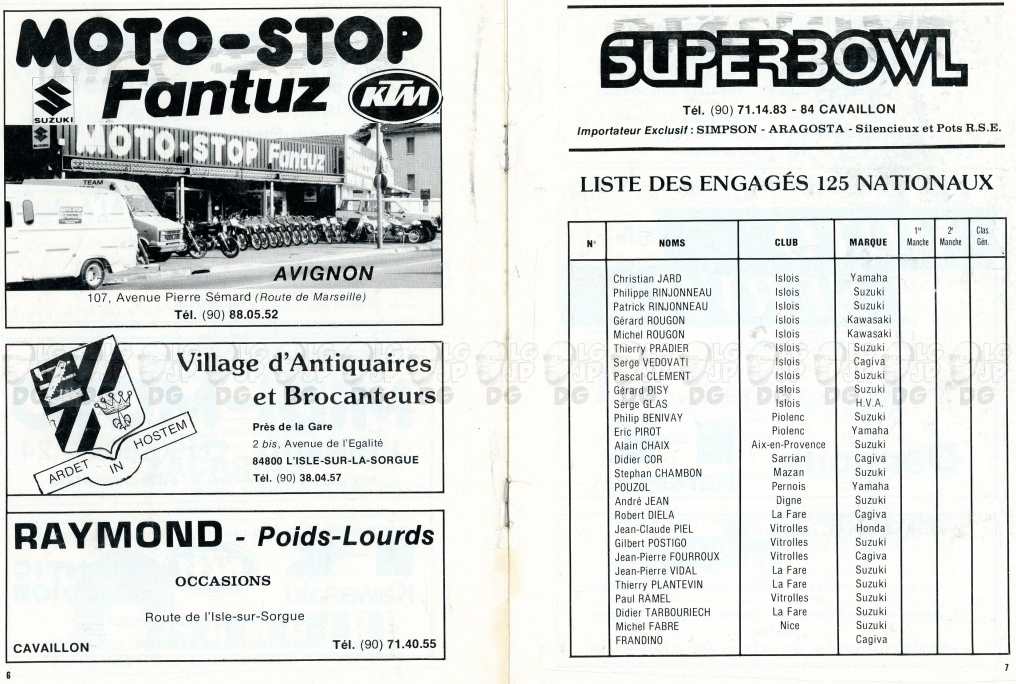 MOTO-STOP
Fantuz
SUZUKI
KTM
SUZUKI
MOTO-STOP Fantuz
TEAM
AVIGNON
107, Avenue Pierre Sémard (Route de Marseille)
Tél. (90) 88.05.52
Village d'Antiquaires
et Brocanteurs
Près de la Gare
2 bis, Avenue de l'Egalité
84800 L'ISLE-SUR-LA-SORGUE
Tél. (90) 38.04.57
ARDET IN HOSTEM
RAYMOND - Poids-Lourds
OCCASIONS
Route de l'Isle-sur-Sorgue
CAVAILLON Tél. (90) 71.40.55
6
SUPERBOWL
Tél. (90) 71.14.83 - 84 CAVAILLON
Importateur Exclusif : SIMPSON - ARAGOSTA - Silencieux et Pots R.S.E.
LISTE DES ENGAGÉS 125 NATIONAUX
N° NOMS CLUB MARQUE 1re Manche 2e Manche Clas. Gén.
Christian JARD Islois Yamaha
Philippe RINJONNEAU Islois Suzuki
Patrick RINJONNEAU Islois Suzuki
Gérard ROUGON islois Kawasaki
Michel ROUGON Islois Kawasaki
Thierry PRADIER Islois Suzuki
Serge VEDOVATI Islois Cagiva
Pascal CLEMENT Islois Suzuki
Gérard DISY Islois Suzuki
Serge GLAS Islois H.V.A.
Philip BENIVAY Piolenc Suzuki
Eric PIROT Piolenc Yamaha
Alain CHAIX Aix-en-Provence Suzuki
Didier COR Sarrian Cagiva
Stephan CHAMBON Mazan Suzuki
POUZOL Pernois Yamaha
André JEAN Digne Suzuki
Robert DIELA La Fare Cagiva
Jean-Claude PIEL Vitrolles Honda
Gilbert POSTIGO Vitrolles Suzuki
Jean-Pierre FOURROUX Vitrolles Cagiva
Jean-Pierre VIDAL La Fare Suzuki
Thierry PLANTEVIN La Fare Suzuki
Paul RAMEL Vitrolles Suzuki
Didier TARBOURIECH La Fare Suzuki
Michel FABRE Nice Suzuki
FRANDINO Cagiva
7